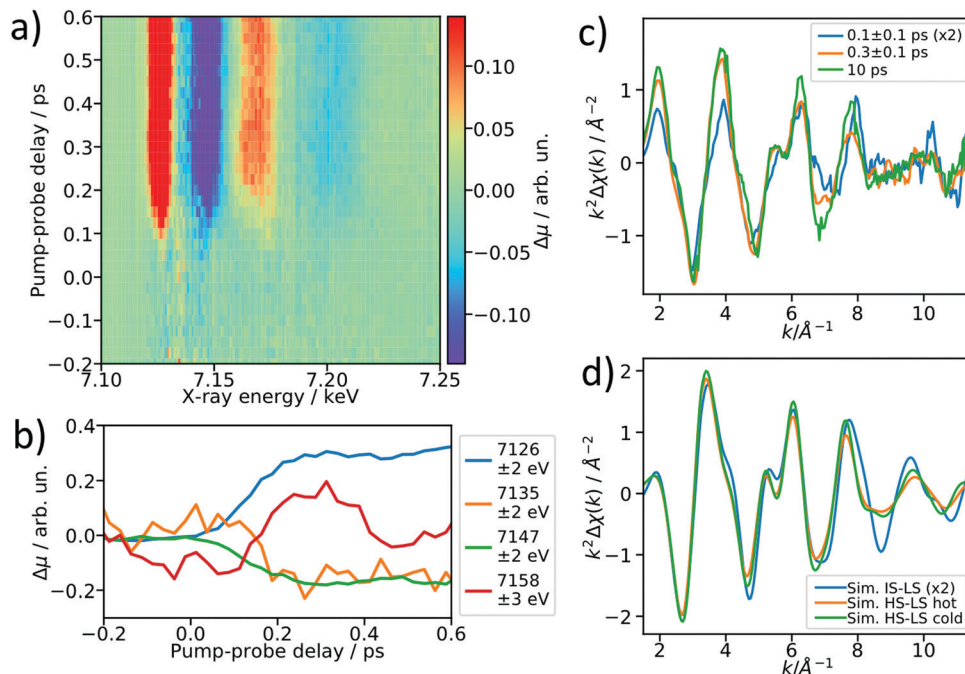 a)
Pump-probe delay / ps
0.6
0.5
0.4
0.3
0.2
0.1
0.0
−0.1
−0.2
7.10
7.15
7.20
7.25
X-ray energy / keV
0.10
0.05
0.00
−0.05
−0.10
Δμ / arb. un.
b)
Δμ / arb. un.
0.4
0.2
0.0
−0.2
−0.2
0.0
0.2
0.4
0.6
Pump-probe delay / ps
7126
±2 eV
7135
±2 eV
7147
±2 eV
7158
±3 eV
c)
k²Δχ(k) / Å⁻²
1
0
−1
0.1±0.1 ps (x2)
0.3±0.1 ps
10 ps
2
4
6
8
10
k/Å⁻¹
d)
k²Δχ(k) / Å⁻²
2
1
0
−1
−2
Sim. IS-LS (x2)
Sim. HS-LS hot
Sim. HS-LS cold
2
4
6
8
10
k/Å⁻¹